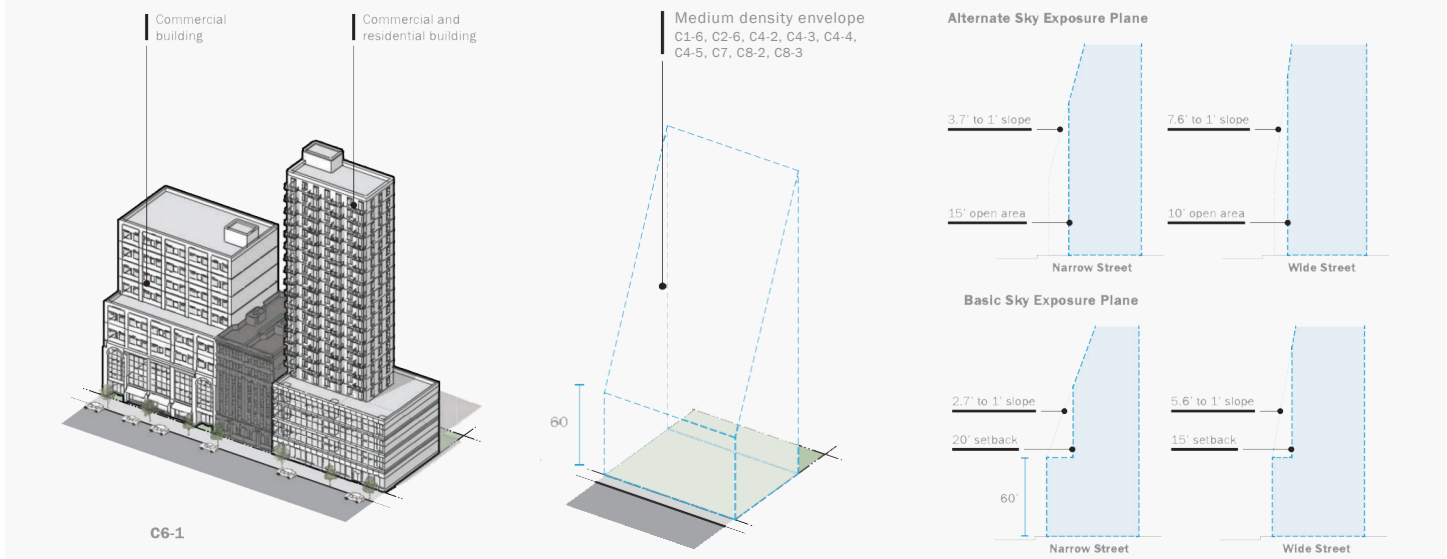 Commercial
building
Commercial and
residential building
C6-1
Medium density envelope
C1-6, C2-6, C4-2, C4-3, C4-4,
C4-5, C7, C8-2, C8-3
60'
Alternate Sky Exposure Plane
3.7' to 1' slope
15' open area
Narrow Street
7.6' to 1' slope
10' open area
Wide Street
Basic Sky Exposure Plane
2.7' to 1' slope
20' setback
60'
Narrow Street
5.6' to 1' slope
15' setback
Wide Street